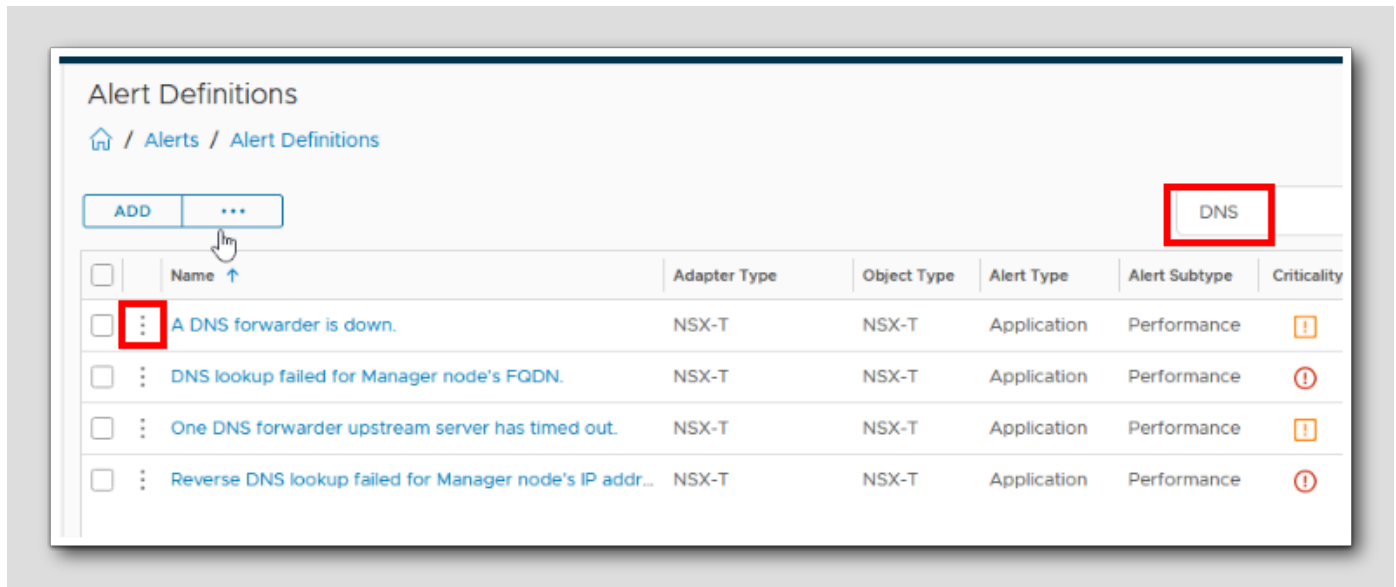 Alert Definitions
/ Alerts / Alert Definitions
ADD ... DNS
Name ↑ Adapter Type Object Type Alert Type Alert Subtype Criticality
A DNS forwarder is down. NSX-T NSX-T Application Performance
DNS lookup failed for Manager node's FQDN. NSX-T NSX-T Application Performance
One DNS forwarder upstream server has timed out. NSX-T NSX-T Application Performance
Reverse DNS lookup failed for Manager node's IP addr... NSX-T NSX-T Application Performance